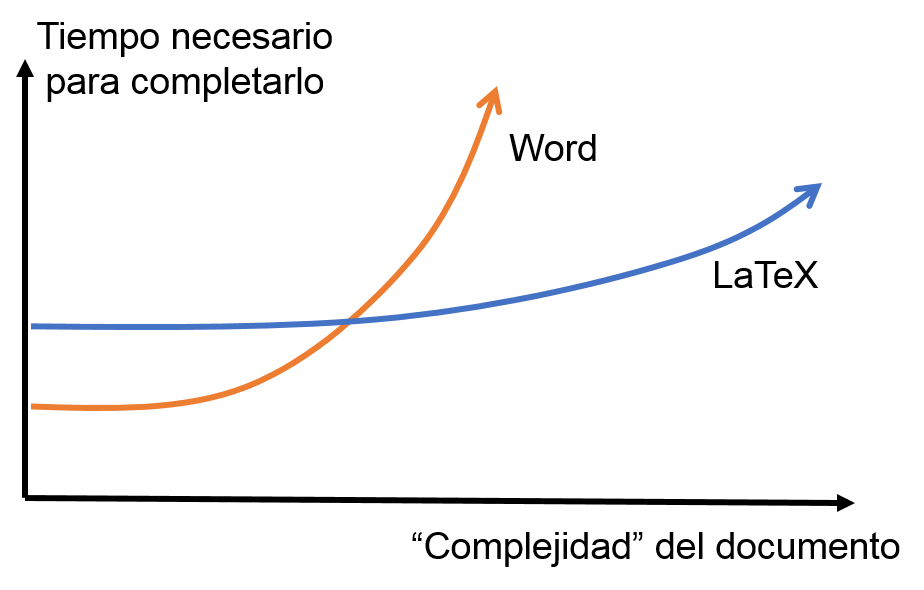 Tiempo necesario
para completarlo
Word
LaTeX
“Complejidad” del documento